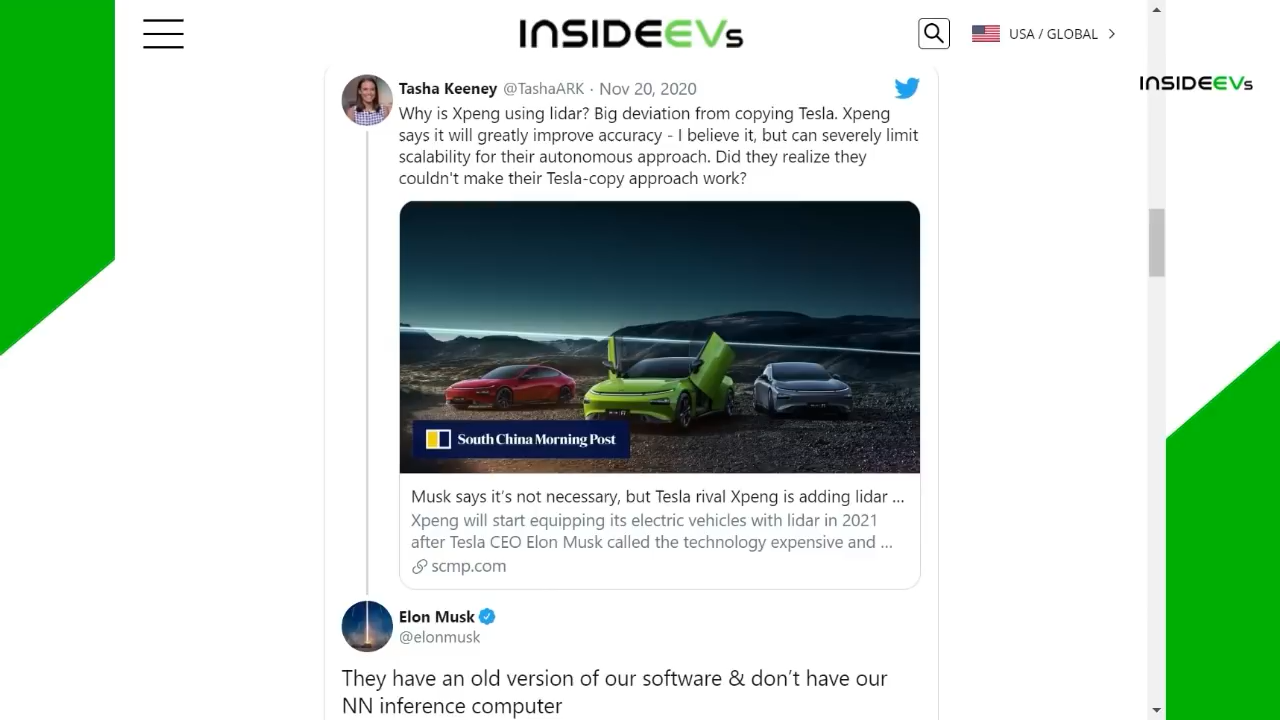 INSIDEEVs
USA / GLOBAL
INSIDEEVs
Tasha Keeney @TashaARK · Nov 20, 2020
Why is Xpeng using lidar? Big deviation from copying Tesla. Xpeng
says it will greatly improve accuracy - I believe it, but can severely limit
scalability for their autonomous approach. Did they realize they
couldn't make their Tesla-copy approach work?
South China Morning Post
Musk says it's not necessary, but Tesla rival Xpeng is adding lidar ...
Xpeng will start equipping its electric vehicles with lidar in 2021
after Tesla CEO Elon Musk called the technology expensive and ...
scmp.com
Elon Musk
@elonmusk
They have an old version of our software & don’t have our
NN inference computer